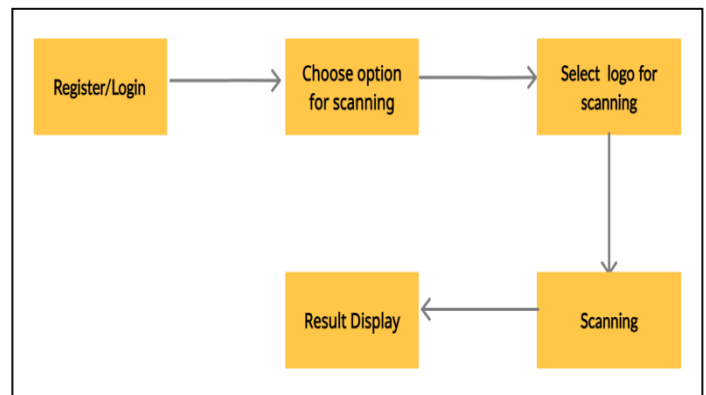 Register/Login
Choose option
for scanning
Select logo for
scanning
Scanning
Result Display